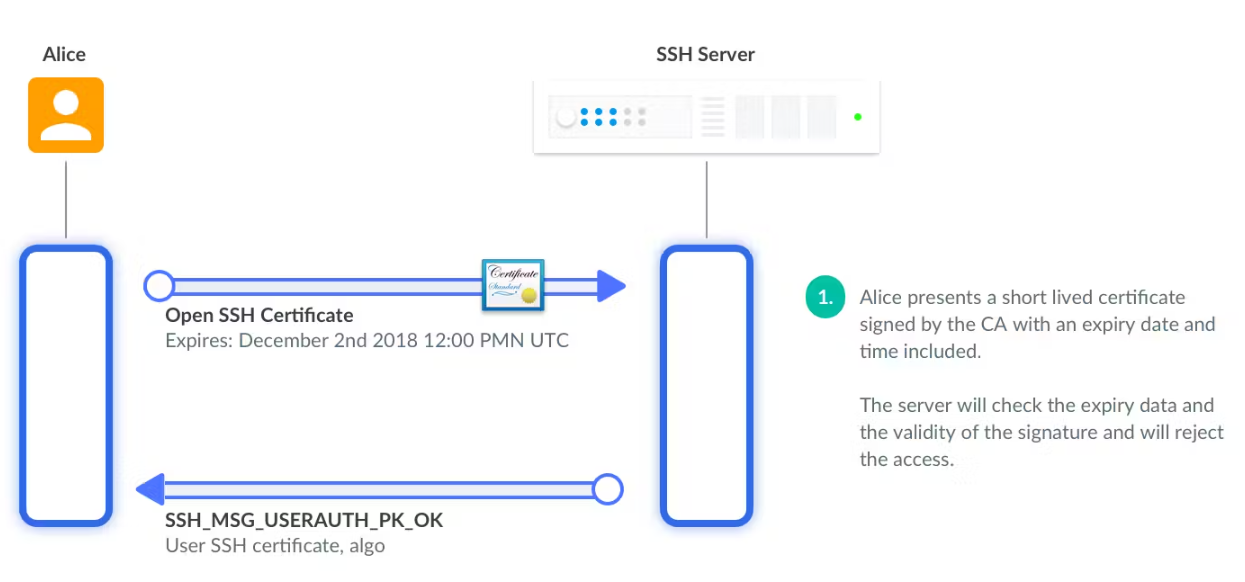 Alice
SSH Server
Certificate
Standard
Open SSH Certificate
Expires: December 2nd 2018 12:00 PMN UTC
1.
Alice presents a short lived certificate
signed by the CA with an expiry date and
time included.
The server will check the expiry data and
the validity of the signature and will reject
the access.
SSH_MSG_USERAUTH_PK_OK
User SSH certificate, algo